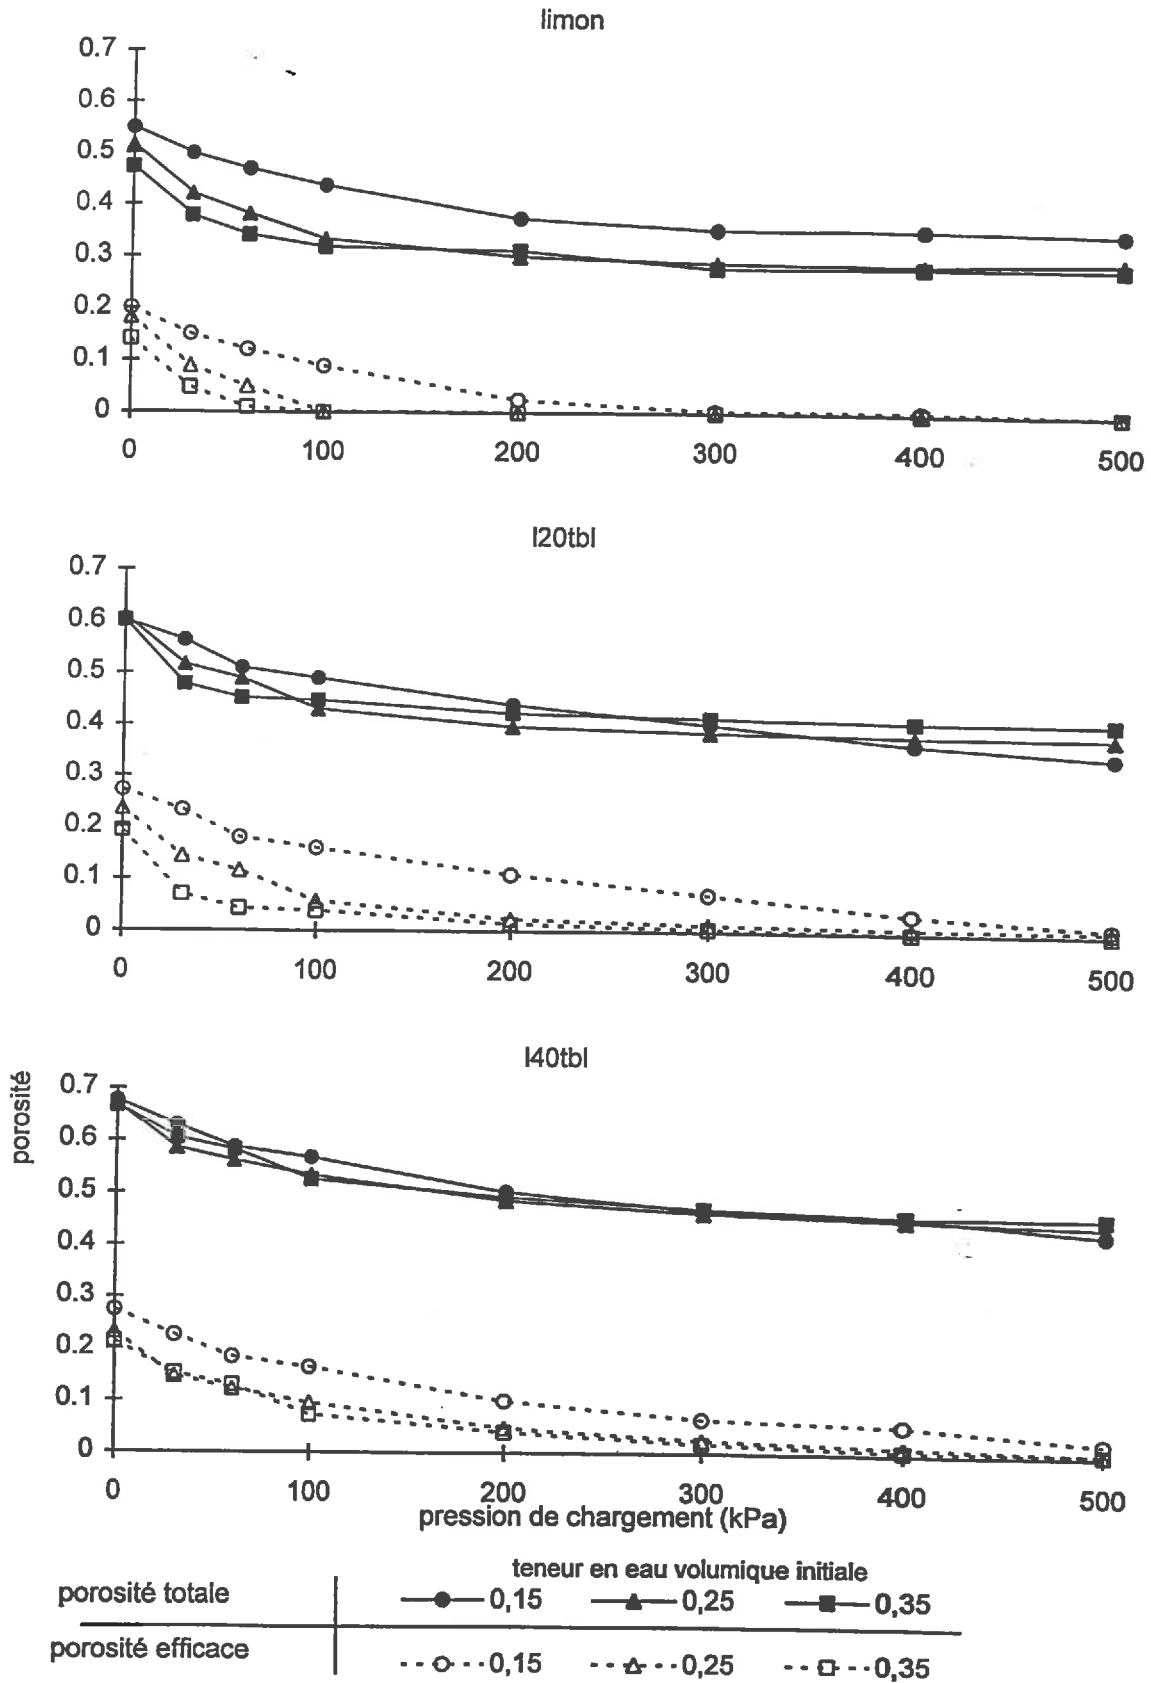 limon
0.7
0.6
0.5
0.4
0.3
0.2
0.1
0
0 100 200 300 400 500
l20tbl
0.7
0.6
0.5
0.4
0.3
0.2
0.1
0
0 100 200 300 400 500
l40tbl
porosité
0.7
0.6
0.5
0.4
0.3
0.2
0.1
0
0 100 200 300 400 500
pression de chargement (kPa)
teneur en eau volumique initiale
porosité totale 0,15 0,25 0,35
porosité efficace 0,15 0,25 0,35